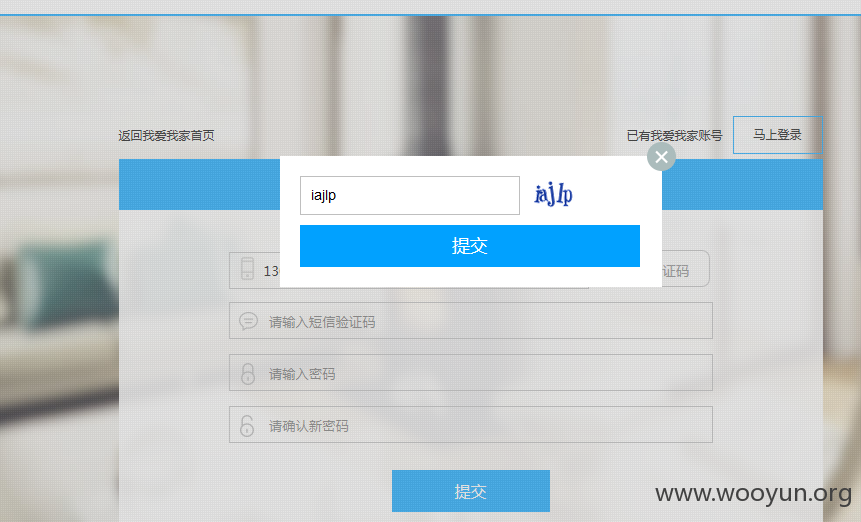 返回我爱我家首页
已有我爱我家账号 马上登录
iajlp iajlp
提交
13
证码
请输入短信验证码
请输入密码
请确认新密码
提交
www.wooyun.org